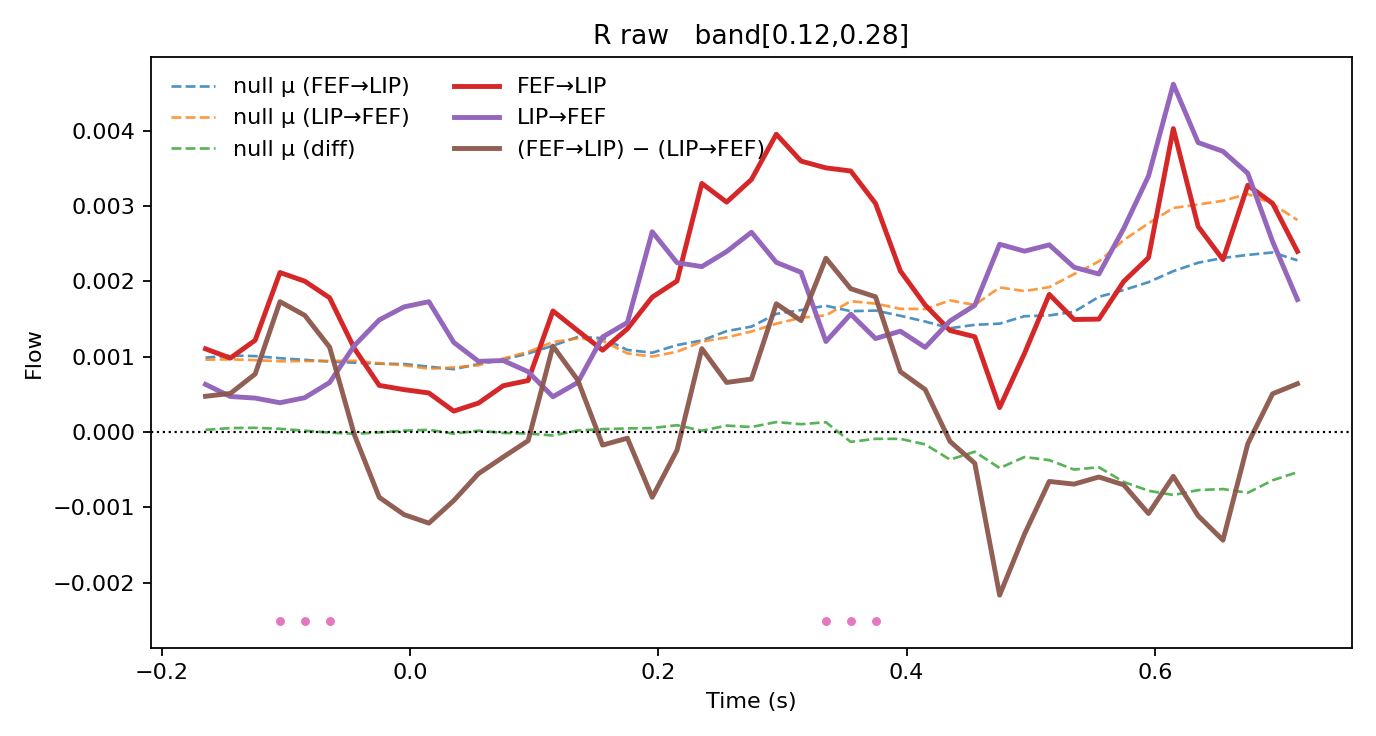 R raw   band[0.12,0.28]
null μ (FEF→LIP)
null μ (LIP→FEF)
null μ (diff)
FEF→LIP
LIP→FEF
(FEF→LIP) − (LIP→FEF)
Flow
0.004
0.003
0.002
0.001
0.000
−0.001
−0.002
−0.2
0.0
0.2
0.4
0.6
Time (s)